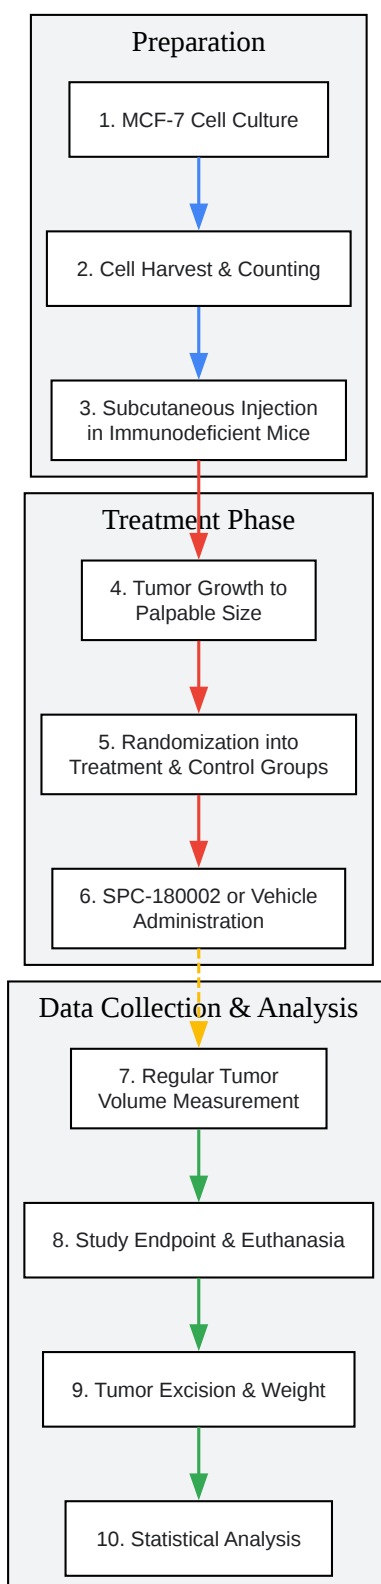 Preparation
1. MCF-7 Cell Culture
2. Cell Harvest & Counting
3. Subcutaneous Injection
in Immunodeficient Mice
Treatment Phase
4. Tumor Growth to
Palpable Size
5. Randomization into
Treatment & Control Groups
6. SPC-180002 or Vehicle
Administration
Data Collection & Analysis
7. Regular Tumor
Volume Measurement
8. Study Endpoint & Euthanasia
9. Tumor Excision & Weight
10. Statistical Analysis